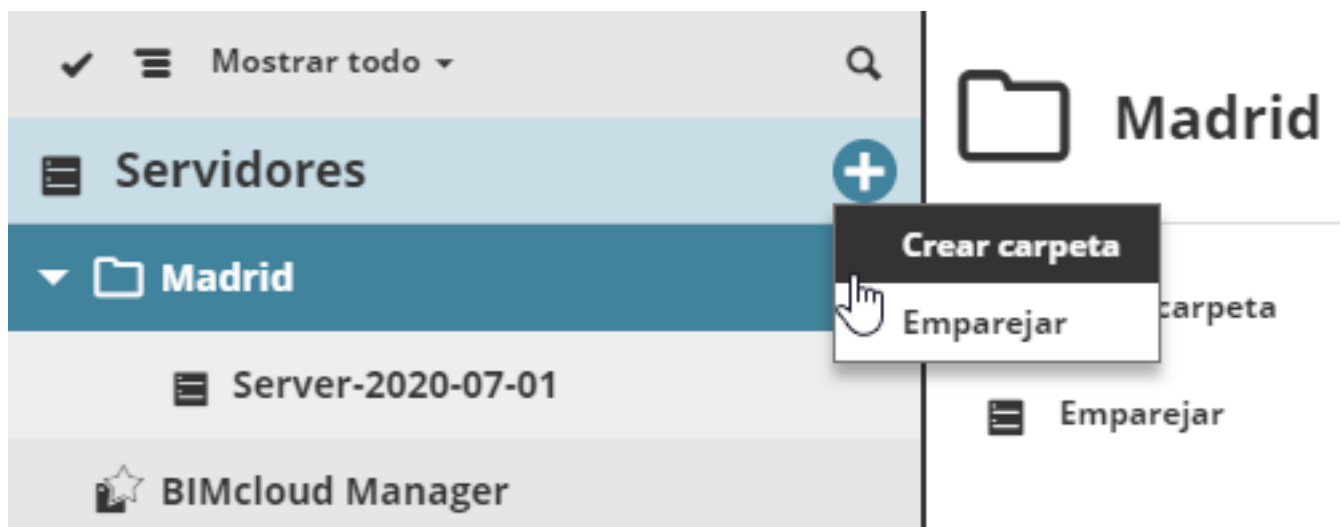 Mostrar todo
Servidores
Madrid
Server-2020-07-01
BIMcloud Manager
Crear carpeta
Emparejar
Madrid
carpeta
Emparejar